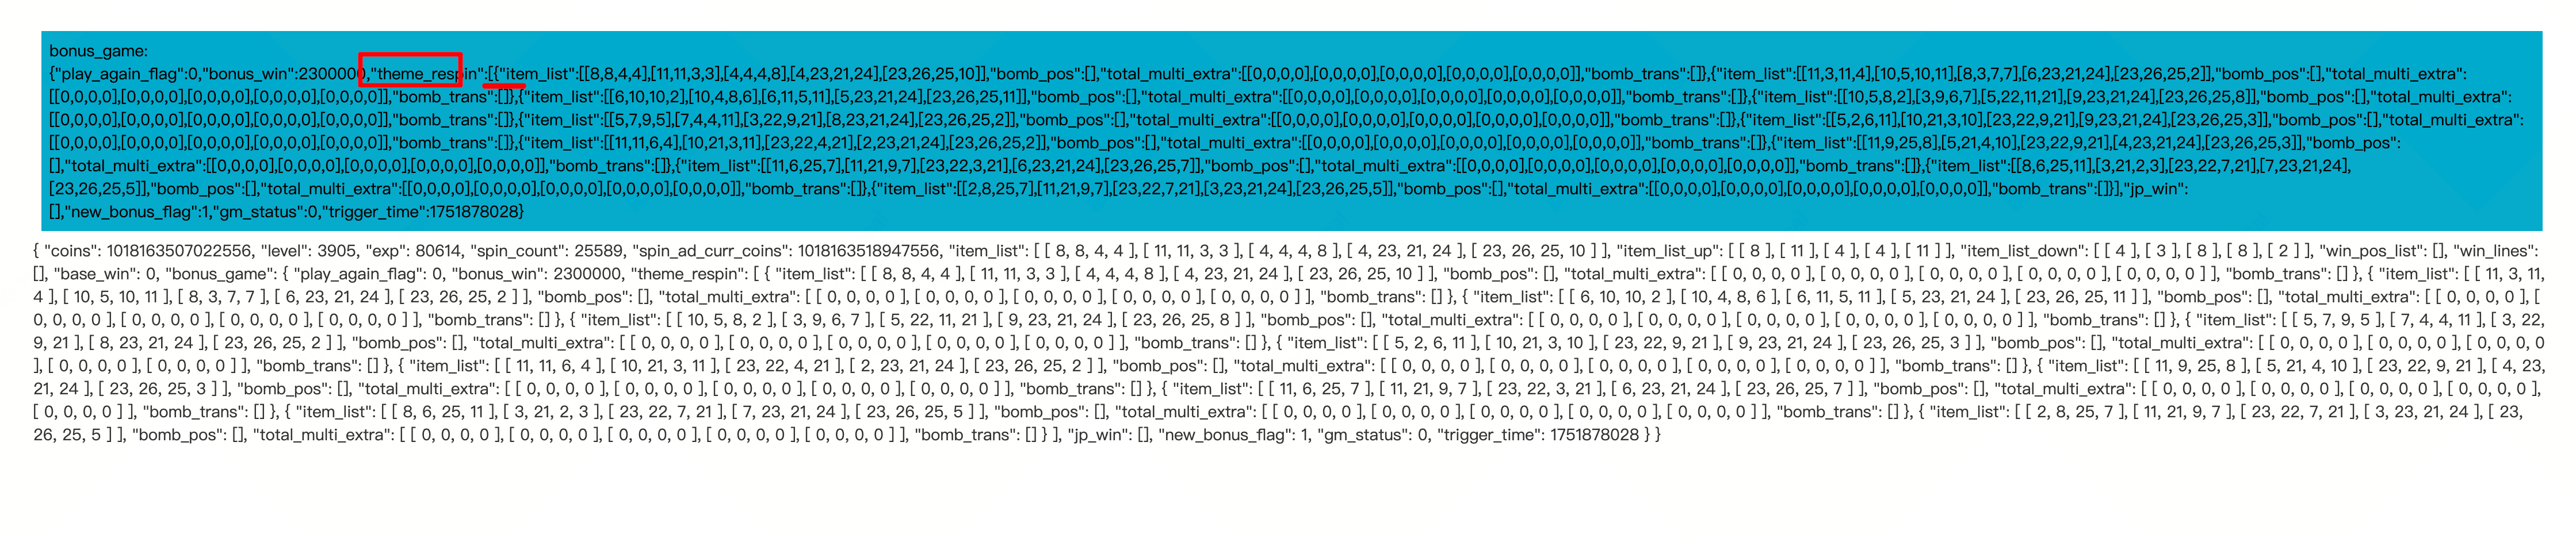 bonus_game:
{"play_again_flag":0,"bonus_win":2300000,"theme_respin":[{"item_list":[[8,8,4,4],[11,11,3,3],[4,4,4,8],[4,23,21,24],[23,26,25,10]],"bomb_pos":[],"total_multi_extra":[[0,0,0,0],[0,0,0,0],[0,0,0,0],[0,0,0,0],[0,0,0,0]],"bomb_trans":[]},{"item_list":[[11,3,11,4],[10,5,10,11],[8,3,7,7],[6,23,21,24],[23,26,25,2]],"bomb_pos":[],"total_multi_extra":
[[0,0,0,0],[0,0,0,0],[0,0,0,0],[0,0,0,0],[0,0,0,0]],"bomb_trans":[]},{"item_list":[[6,10,10,2],[10,4,8,6],[6,11,5,11],[5,23,21,24],[23,26,25,11]],"bomb_pos":[],"total_multi_extra":[[0,0,0,0],[0,0,0,0],[0,0,0,0],[0,0,0,0],[0,0,0,0]],"bomb_trans":[]},{"item_list":[[10,5,8,2],[3,9,6,7],[5,22,11,21],[9,23,21,24],[23,26,25,8]],"bomb_pos":[],"total_multi_extra":
[[0,0,0,0],[0,0,0,0],[0,0,0,0],[0,0,0,0],[0,0,0,0]],"bomb_trans":[]},{"item_list":[[5,7,9,5],[7,4,4,11],[3,22,9,21],[8,23,21,24],[23,26,25,2]],"bomb_pos":[],"total_multi_extra":[[0,0,0,0],[0,0,0,0],[0,0,0,0],[0,0,0,0],[0,0,0,0]],"bomb_trans":[]},{"item_list":[[5,2,6,11],[10,21,3,10],[23,22,9,21],[9,23,21,24],[23,26,25,3]],"bomb_pos":[],"total_multi_extra":
[[0,0,0,0],[0,0,0,0],[0,0,0,0],[0,0,0,0],[0,0,0,0]],"bomb_trans":[]},{"item_list":[[11,11,6,4],[10,21,3,11],[23,22,4,21],[2,23,21,24],[23,26,25,2]],"bomb_pos":[],"total_multi_extra":[[0,0,0,0],[0,0,0,0],[0,0,0,0],[0,0,0,0],[0,0,0,0]],"bomb_trans":[]},{"item_list":[[11,9,25,8],[5,21,4,10],[23,22,9,21],[4,23,21,24],[23,26,25,3]],"bomb_pos":
[],"total_multi_extra":[[0,0,0,0],[0,0,0,0],[0,0,0,0],[0,0,0,0],[0,0,0,0]],"bomb_trans":[]},{"item_list":[[11,6,25,7],[11,21,9,7],[23,22,3,21],[6,23,21,24],[23,26,25,7]],"bomb_pos":[],"total_multi_extra":[[0,0,0,0],[0,0,0,0],[0,0,0,0],[0,0,0,0],[0,0,0,0]],"bomb_trans":[]},{"item_list":[[8,6,25,11],[3,21,2,3],[23,22,7,21],[7,23,21,24],
[23,26,25,5]],"bomb_pos":[],"total_multi_extra":[[0,0,0,0],[0,0,0,0],[0,0,0,0],[0,0,0,0],[0,0,0,0]],"bomb_trans":[]},{"item_list":[[2,8,25,7],[11,21,9,7],[23,22,7,21],[3,23,21,24],[23,26,25,5]],"bomb_pos":[],"total_multi_extra":[[0,0,0,0],[0,0,0,0],[0,0,0,0],[0,0,0,0],[0,0,0,0]],"bomb_trans":[]}],"jp_win":
[],"new_bonus_flag":1,"gm_status":0,"trigger_time":1751878028}
{ "coins": 1018163507022556, "level": 3905, "exp": 80614, "spin_count": 25589, "spin_ad_curr_coins": 1018163518947556, "item_list": [ [ 8, 8, 4, 4 ], [ 11, 11, 3, 3 ], [ 4, 4, 4, 8 ], [ 4, 23, 21, 24 ], [ 23, 26, 25, 10 ] ], "item_list_up": [ [ 8 ], [ 11 ], [ 4 ], [ 4 ], [ 11 ] ], "item_list_down": [ [ 4 ], [ 3 ], [ 8 ], [ 8 ], [ 2 ] ], "win_pos_list": [], "win_lines":
[], "base_win": 0, "bonus_game": { "play_again_flag": 0, "bonus_win": 2300000, "theme_respin": [ { "item_list": [ [ 8, 8, 4, 4 ], [ 11, 11, 3, 3 ], [ 4, 4, 4, 8 ], [ 4, 23, 21, 24 ], [ 23, 26, 25, 10 ] ], "bomb_pos": [], "total_multi_extra": [ [ 0, 0, 0, 0 ], [ 0, 0, 0, 0 ], [ 0, 0, 0, 0 ], [ 0, 0, 0, 0 ], [ 0, 0, 0, 0 ] ], "bomb_trans": [] }, { "item_list": [ [ 11, 3, 11,
4 ], [ 10, 5, 10, 11 ], [ 8, 3, 7, 7 ], [ 6, 23, 21, 24 ], [ 23, 26, 25, 2 ] ], "bomb_pos": [], "total_multi_extra": [ [ 0, 0, 0, 0 ], [ 0, 0, 0, 0 ], [ 0, 0, 0, 0 ], [ 0, 0, 0, 0 ], [ 0, 0, 0, 0 ] ], "bomb_trans": [] }, { "item_list": [ [ 6, 10, 10, 2 ], [ 10, 4, 8, 6 ], [ 6, 11, 5, 11 ], [ 5, 23, 21, 24 ], [ 23, 26, 25, 11 ] ], "bomb_pos": [], "total_multi_extra": [ [ 0, 0, 0, 0 ], [
0, 0, 0, 0 ], [ 0, 0, 0, 0 ], [ 0, 0, 0, 0 ], [ 0, 0, 0, 0 ] ], "bomb_trans": [] }, { "item_list": [ [ 10, 5, 8, 2 ], [ 3, 9, 6, 7 ], [ 5, 22, 11, 21 ], [ 9, 23, 21, 24 ], [ 23, 26, 25, 8 ] ], "bomb_pos": [], "total_multi_extra": [ [ 0, 0, 0, 0 ], [ 0, 0, 0, 0 ], [ 0, 0, 0, 0 ], [ 0, 0, 0, 0 ], [ 0, 0, 0, 0 ] ], "bomb_trans": [] }, { "item_list": [ [ 5, 7, 9, 5 ], [ 7, 4, 4, 11 ], [ 3, 22,
9, 21 ], [ 8, 23, 21, 24 ], [ 23, 26, 25, 2 ] ], "bomb_pos": [], "total_multi_extra": [ [ 0, 0, 0, 0 ], [ 0, 0, 0, 0 ], [ 0, 0, 0, 0 ], [ 0, 0, 0, 0 ], [ 0, 0, 0, 0 ] ], "bomb_trans": [] }, { "item_list": [ [ 5, 2, 6, 11 ], [ 10, 21, 3, 10 ], [ 23, 22, 9, 21 ], [ 9, 23, 21, 24 ], [ 23, 26, 25, 3 ] ], "bomb_pos": [], "total_multi_extra": [ [ 0, 0, 0, 0 ], [ 0, 0, 0, 0 ], [ 0, 0, 0, 0
], [ 0, 0, 0, 0 ], [ 0, 0, 0, 0 ] ], "bomb_trans": [] }, { "item_list": [ [ 11, 11, 6, 4 ], [ 10, 21, 3, 11 ], [ 23, 22, 4, 21 ], [ 2, 23, 21, 24 ], [ 23, 26, 25, 2 ] ], "bomb_pos": [], "total_multi_extra": [ [ 0, 0, 0, 0 ], [ 0, 0, 0, 0 ], [ 0, 0, 0, 0 ], [ 0, 0, 0, 0 ], [ 0, 0, 0, 0 ] ], "bomb_trans": [] }, { "item_list": [ [ 11, 9, 25, 8 ], [ 5, 21, 4, 10 ], [ 23, 22, 9, 21 ], [ 4, 23,
21, 24 ], [ 23, 26, 25, 3 ] ], "bomb_pos": [], "total_multi_extra": [ [ 0, 0, 0, 0 ], [ 0, 0, 0, 0 ], [ 0, 0, 0, 0 ], [ 0, 0, 0, 0 ], [ 0, 0, 0, 0 ] ], "bomb_trans": [] }, { "item_list": [ [ 11, 6, 25, 7 ], [ 11, 21, 9, 7 ], [ 23, 22, 3, 21 ], [ 6, 23, 21, 24 ], [ 23, 26, 25, 7 ] ], "bomb_pos": [], "total_multi_extra": [ [ 0, 0, 0, 0 ], [ 0, 0, 0, 0 ], [ 0, 0, 0, 0 ], [ 0, 0, 0, 0 ],
[ 0, 0, 0, 0 ] ], "bomb_trans": [] }, { "item_list": [ [ 8, 6, 25, 11 ], [ 3, 21, 2, 3 ], [ 23, 22, 7, 21 ], [ 7, 23, 21, 24 ], [ 23, 26, 25, 5 ] ], "bomb_pos": [], "total_multi_extra": [ [ 0, 0, 0, 0 ], [ 0, 0, 0, 0 ], [ 0, 0, 0, 0 ], [ 0, 0, 0, 0 ], [ 0, 0, 0, 0 ] ], "bomb_trans": [] }, { "item_list": [ [ 2, 8, 25, 7 ], [ 11, 21, 9, 7 ], [ 23, 22, 7, 21 ], [ 3, 23, 21, 24 ], [ 23,
26, 25, 5 ] ], "bomb_pos": [], "total_multi_extra": [ [ 0, 0, 0, 0 ], [ 0, 0, 0, 0 ], [ 0, 0, 0, 0 ], [ 0, 0, 0, 0 ], [ 0, 0, 0, 0 ] ], "bomb_trans": [] } ], "jp_win": [], "new_bonus_flag": 1, "gm_status": 0, "trigger_time": 1751878028 } }